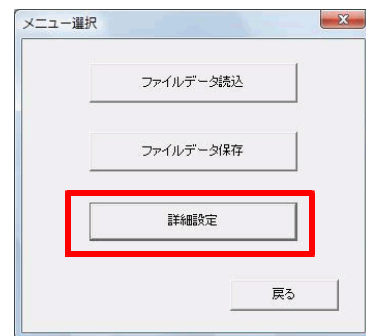 メニュー選択
ファイルデータ読込
ファイルデータ保存
詳細設定
戻る